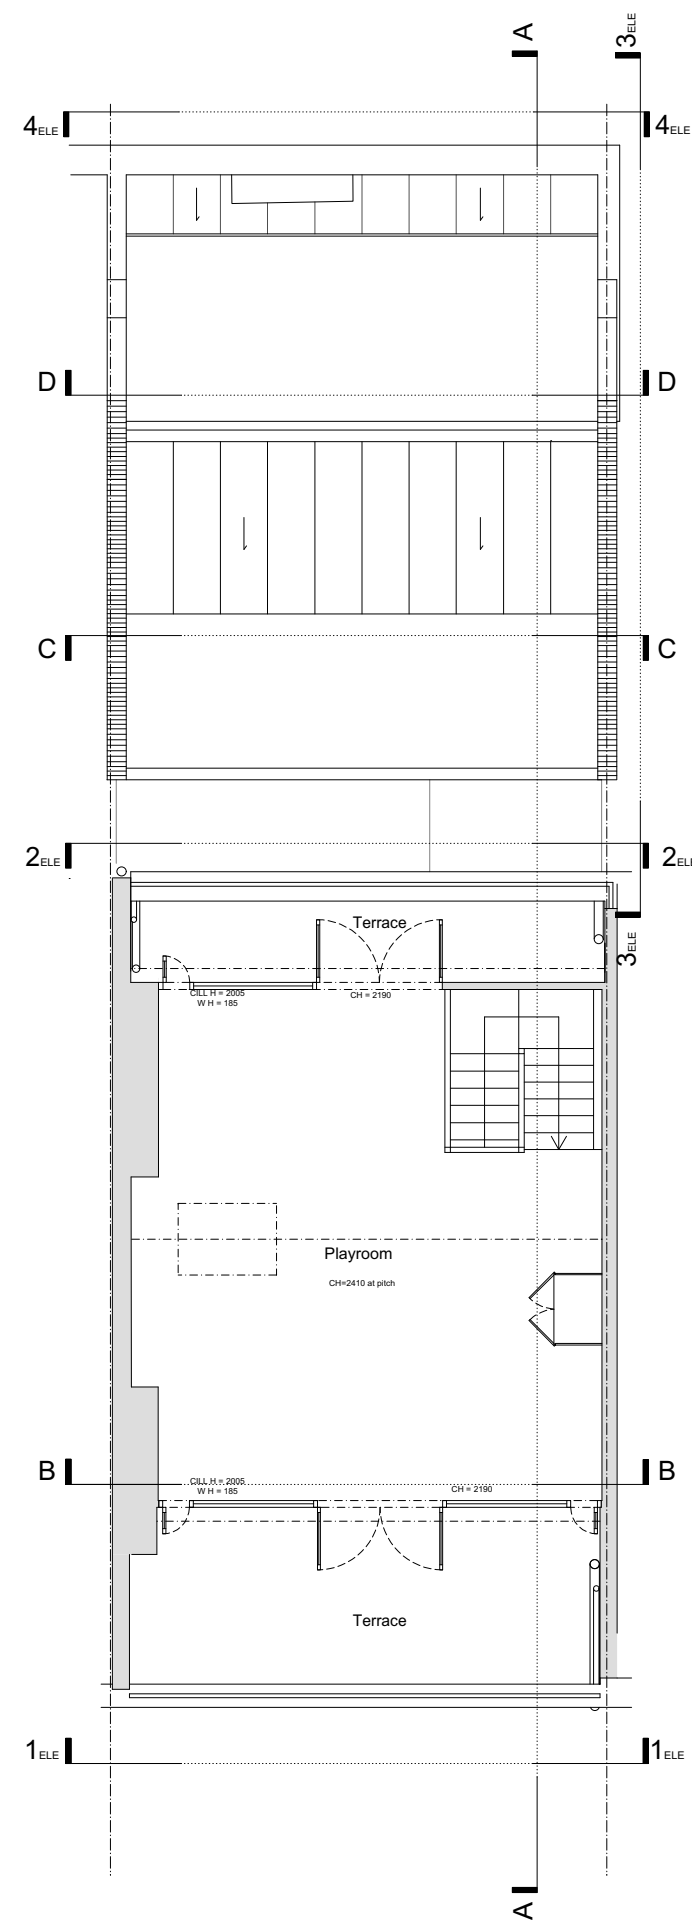 A
3ELE
4ELE
4ELE
D
D
C
C
2ELE
2ELE
Terrace
3ELE
CILL H = 2005
W H = 185
CH = 2190
Playroom
CH=2410 at pitch
B
B
CILL H = 2005
W H = 185
CH = 2190
Terrace
1ELE
1ELE
A